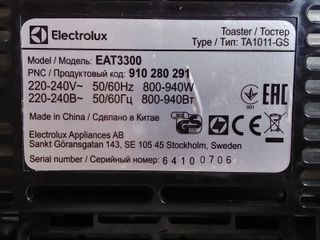 Electrolux
Toaster / Тостер
Type / Тип: TA1011-GS
Model / Модель: EAT3300
PNC / Продуктовый код: 910 280 291
220-240V~ 50/60Hz 800-940W
220-240В~ 50/60Гц 800-940Вт
Made in China / Сделано в Китае
Electrolux Appliances AB
Sankt Göransgatan 143, SE 105 45 Stockholm, Sweden
Serial number / Серийный номер: 64100706